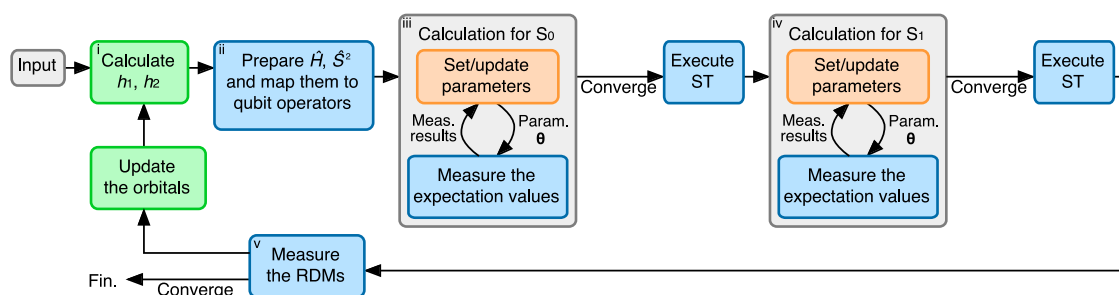 Input
i
Calculate
h₁, h₂
ii
Prepare Ĥ, Ŝ²
and map them to
qubit operators
iii
Calculation for S₀
Set/update
parameters
Meas.
results
Param.
θ
Measure the
expectation values
Converge
Execute
ST
iv
Calculation for S₁
Set/update
parameters
Meas.
results
Param.
θ
Measure the
expectation values
Converge
Execute
ST
Update
the orbitals
v
Measure
the RDMs
Fin.
Converge